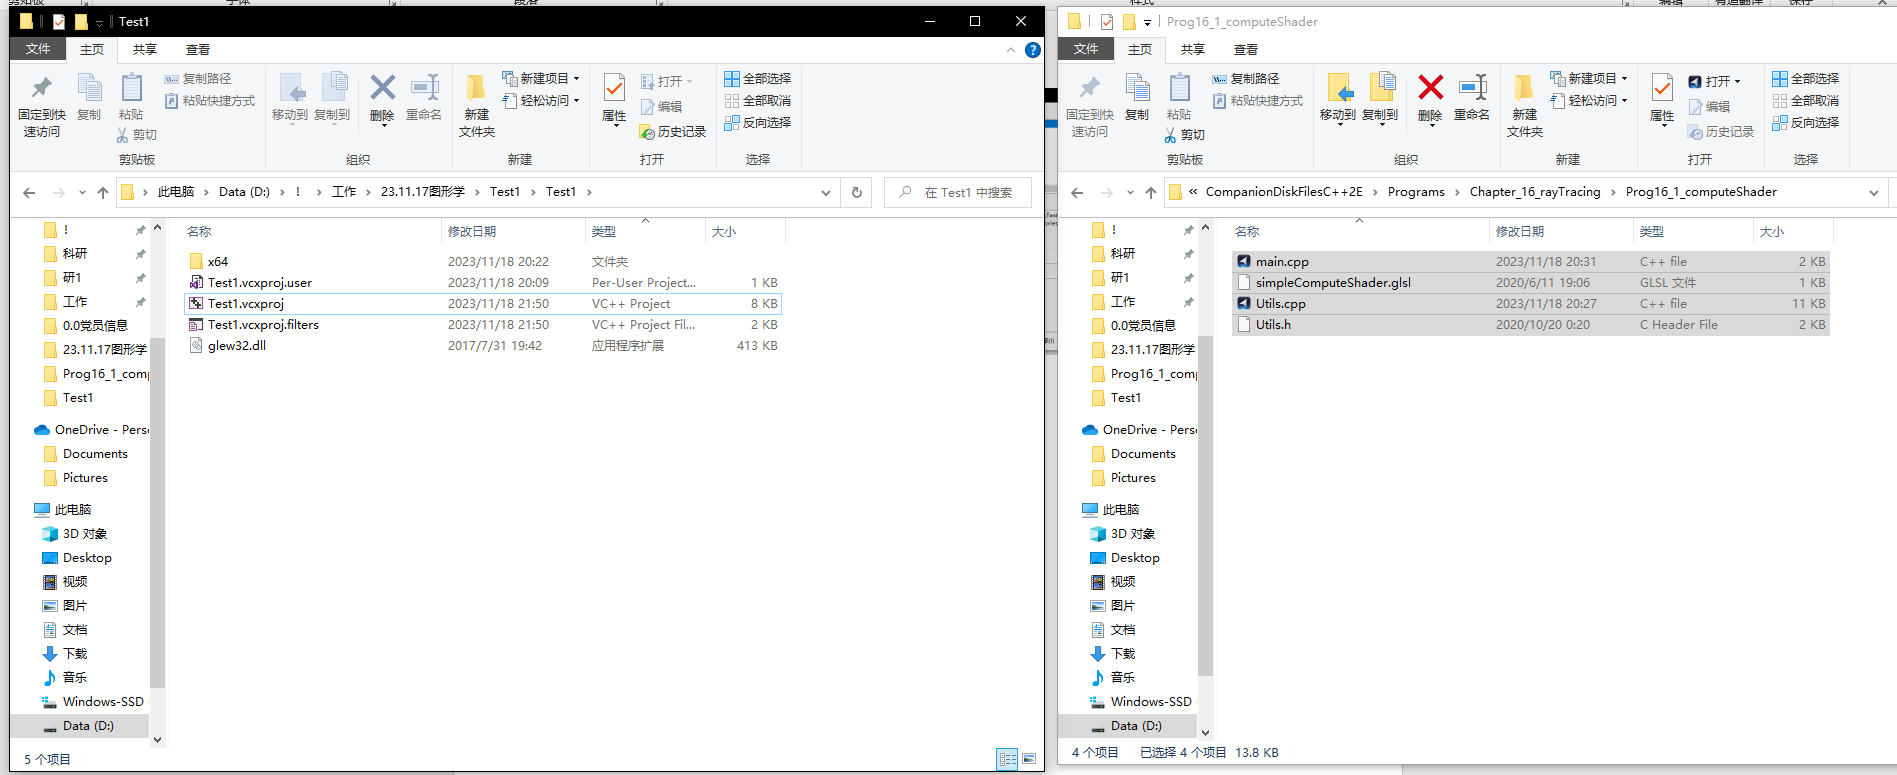 Test1
文件 主页 共享 查看
固定到快速访问 复制 粘贴 复制路径 粘贴快捷方式 剪切
移动到 复制到 删除 重命名
新建文件夹 新建项目 轻松访问
属性 打开 编辑 历史记录
全部选择 全部取消 反向选择
剪贴板 组织 新建 打开 选择
此电脑 Data (D:) ! 工作 23.11.17图形学 Test1 Test1
在 Test1 中搜索
名称 修改日期 类型 大小
x64 2023/11/18 20:22 文件夹
Test1.vcxproj.user 2023/11/18 20:09 Per-User Project... 1 KB
Test1.vcxproj 2023/11/18 21:50 VC++ Project 8 KB
Test1.vcxproj.filters 2023/11/18 21:50 VC++ Project Fil... 2 KB
glew32.dll 2017/7/31 19:42 应用程序扩展 413 KB
!
科研
研1
工作
0.0党员信息
23.11.17图形学
Prog16_1_comp
Test1
OneDrive - Perso
Documents
Pictures
此电脑
3D 对象
Desktop
视频
图片
文档
下载
音乐
Windows-SSD
Data (D:)
5 个项目
Prog16_1_computeShader
文件 主页 共享 查看
固定到快速访问 复制 粘贴 复制路径 粘贴快捷方式 剪切
移动到 复制到 删除 重命名
新建文件夹 新建项目 轻松访问
属性 打开 编辑 历史记录
全部选择 全部取消 反向选择
剪贴板 组织 新建 打开 选择
« CompanionDiskFilesC++2E Programs Chapter_16_rayTracing Prog16_1_computeShader
名称 修改日期 类型 大小
main.cpp 2023/11/18 20:31 C++ file 2 KB
simpleComputeShader.glsl 2020/6/11 19:06 GLSL 文件 1 KB
Utils.cpp 2023/11/18 20:27 C++ file 11 KB
Utils.h 2020/10/20 0:20 C Header File 2 KB
!
科研
研1
工作
0.0党员信息
23.11.17图形学
Prog16_1_comp
Test1
OneDrive - Perso
Documents
Pictures
此电脑
3D 对象
Desktop
视频
图片
文档
下载
音乐
Windows-SSD
Data (D:)
4 个项目 已选择 4 个项目 13.8 KB